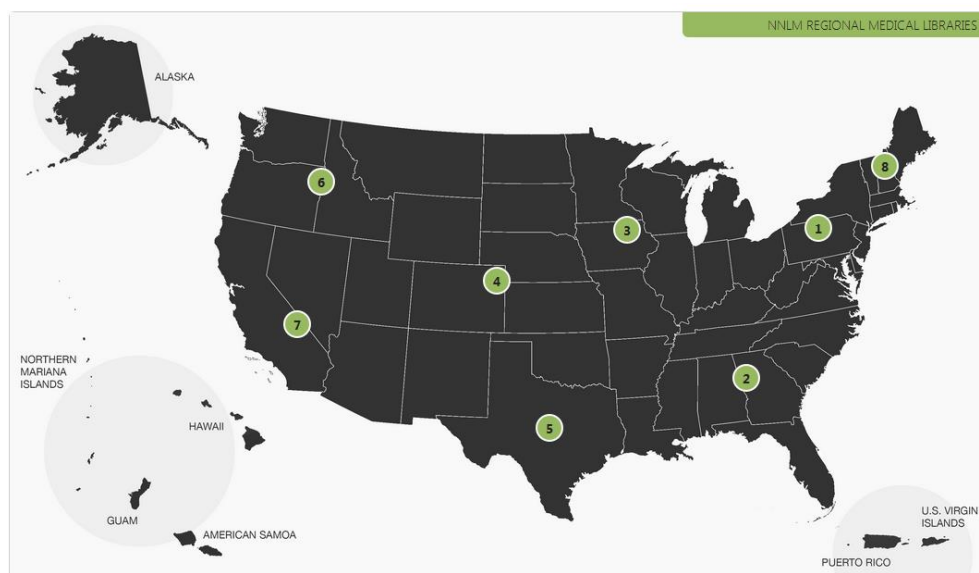 NNLM REGIONAL MEDICAL LIBRARIES
ALASKA
8
6
1
3
4
7
NORTHERN
MARIANA
ISLANDS
2
HAWAII
5
GUAM
AMERICAN SAMOA
U.S. VIRGIN
ISLANDS
PUERTO RICO